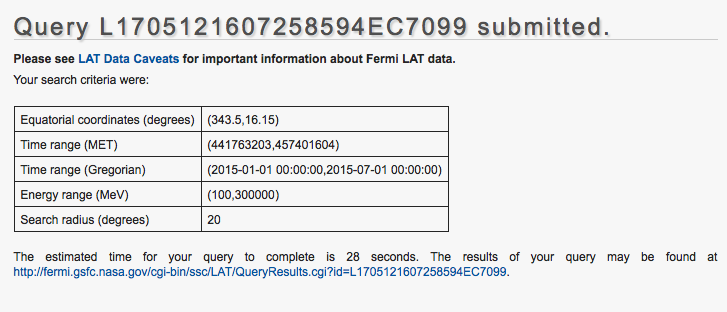 Query L1705121607258594EC7099 submitted.
Please see LAT Data Caveats for important information about Fermi LAT data.
Your search criteria were:
Equatorial coordinates (degrees) (343.5,16.15)
Time range (MET) (441763203,457401604)
Time range (Gregorian) (2015-01-01 00:00:00,2015-07-01 00:00:00)
Energy range (MeV) (100,300000)
Search radius (degrees) 20
The estimated time for your query to complete is 28 seconds. The results of your query may be found at
http://fermi.gsfc.nasa.gov/cgi-bin/ssc/LAT/QueryResults.cgi?id=L1705121607258594EC7099.